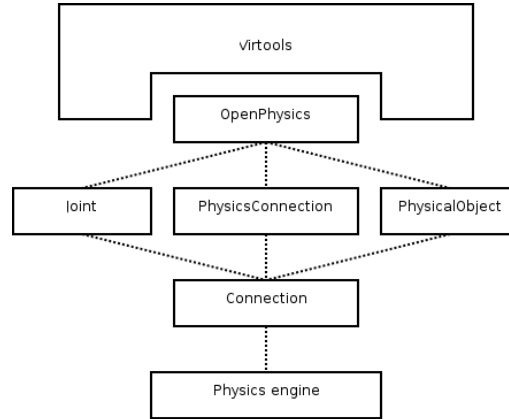 virtools
OpenPhysics
Joint
PhysicsConnection
PhysicalObject
Connection
Physics engine